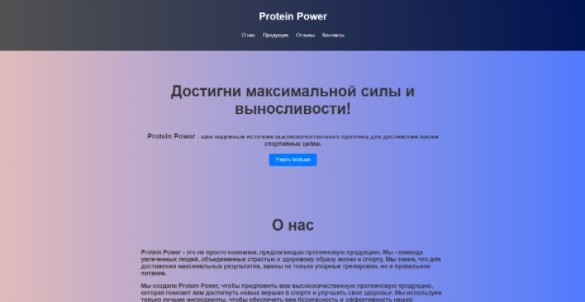 Protein Power
О нас Продукция Отзывы Контакты
Достигни максимальной силы и
выносливости!
Protein Power - ваш надежный источник высококачественного протеина для достижения ваших
спортивных целей.
Узнать больше
О нас
Protein Power - это не просто компания, предлагающая протеиновую продукцию. Мы - команда
увлеченных людей, объединенных страстью к здоровому образу жизни и спорту. Мы знаем, что для
достижения максимальных результатов, важны не только упорные тренировки, но и правильное
питание.
Мы создали Protein Power, чтобы предложить вам высококачественную протеиновую продукцию,
которая поможет вам достигнуть новых вершин в спорте и улучшить свое здоровье. Мы используем
только лучшие ингредиенты, чтобы обеспечить вам безопасность и эффективность нашей